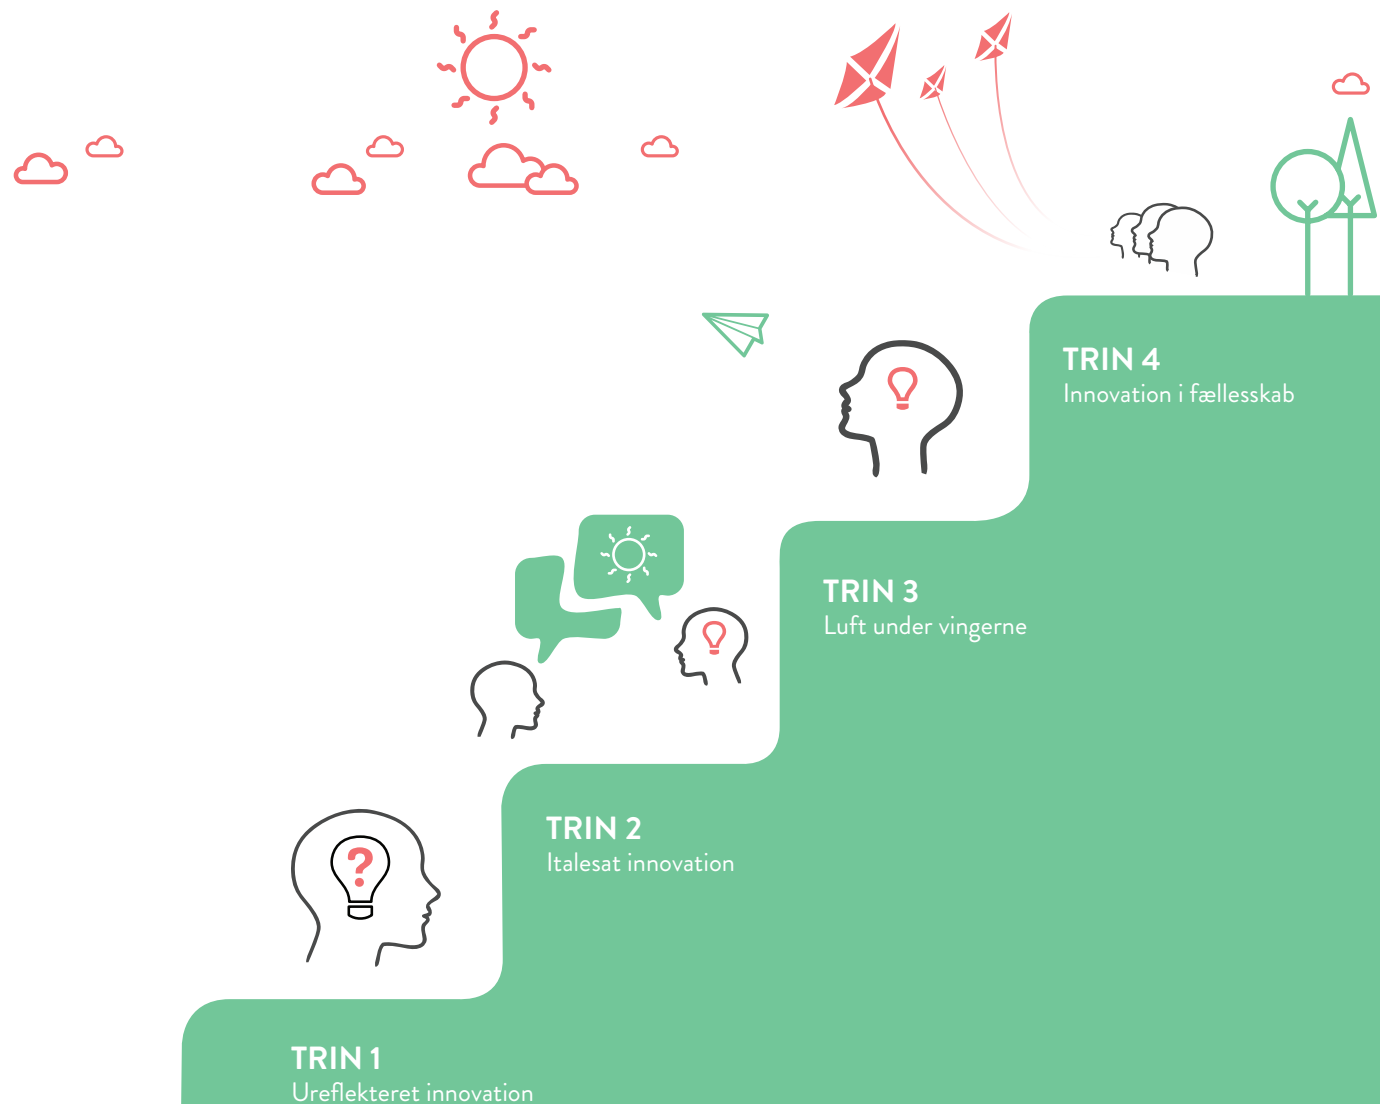 TRIN 4
Innovation i fællesskab
TRIN 3
Luft under vingerne
TRIN 2
Italesat innovation
?
TRIN 1
Ureflekteret innovation